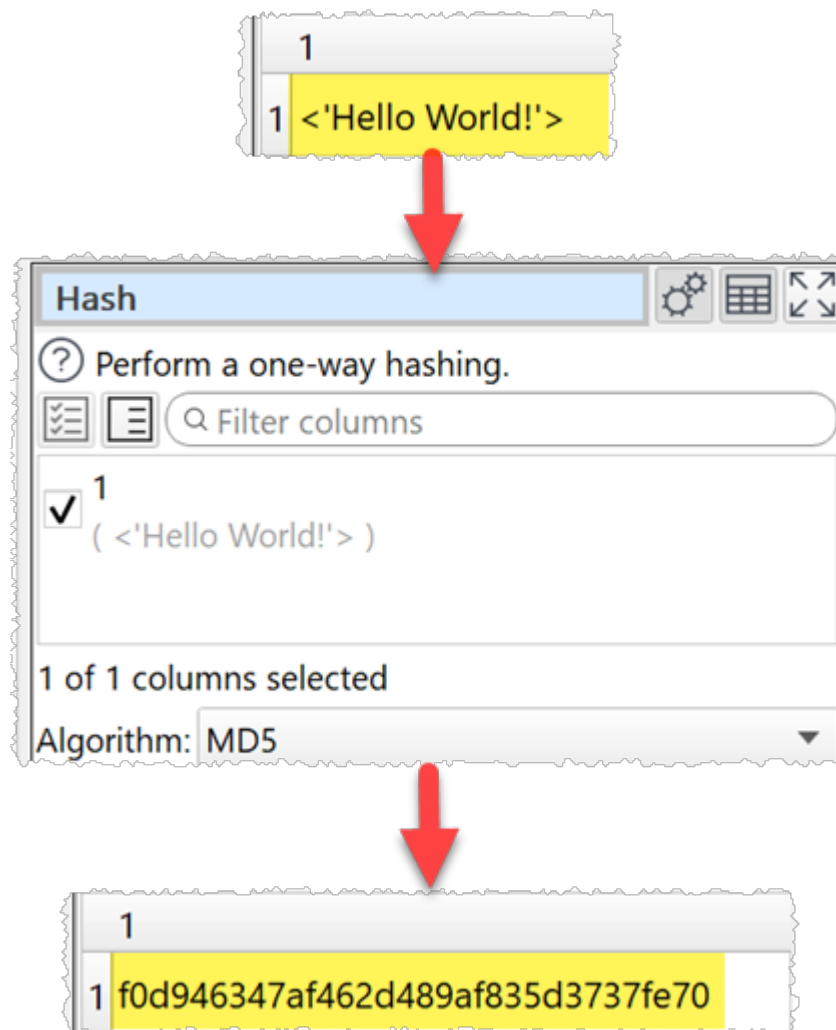 1
1 <'Hello World!'>
Hash
? Perform a one-way hashing.
Filter columns
1
( <'Hello World!'> )
1 of 1 columns selected
Algorithm: MD5
1
1 f0d946347af462d489af835d3737fe70